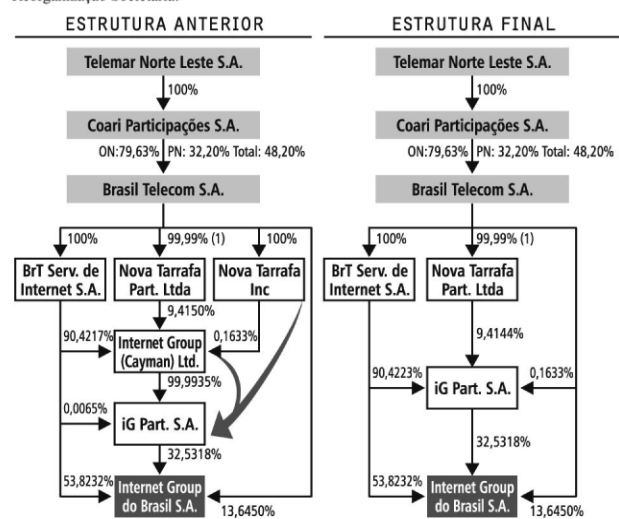 ESTRUTURA ANTERIOR
Telemar Norte Leste S.A.
100%
Coari Participações S.A.
ON:79,63% PN: 32,20% Total: 48,20%
Brasil Telecom S.A.
100%
99,99% (1)
100%
BrT Serv. de
Internet S.A.
Nova Tarrafa
Part. Ltda
Nova Tarrafa
Inc
9,4150%
90,4217%
Internet Group
(Cayman) Ltd.
0,1633%
99,9935%
0,0065%
iG Part. S.A.
32,5318%
53,8232%
Internet Group
do Brasil S.A.
13,6450%
ESTRUTURA FINAL
Telemar Norte Leste S.A.
100%
Coari Participações S.A.
ON:79,63% PN: 32,20% Total: 48,20%
Brasil Telecom S.A.
100%
99,99% (1)
BrT Serv. de
Internet S.A.
Nova Tarrafa
Part. Ltda
9,4144%
90,4223%
iG Part. S.A.
0,1633%
32,5318%
53,8232%
Internet Group
do Brasil S.A.
13,6450%